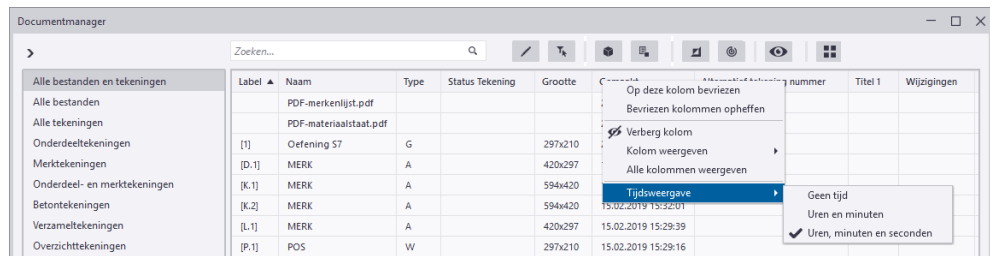 Documentmanager
Zoeken...
Alle bestanden en tekeningen
Alle bestanden
Alle tekeningen
Onderdeeltekeningen
Merktekeningen
Onderdeel- en merktekeningen
Betontekeningen
Verzameltekeningen
Overzichttekeningen
Label Naam Type Status Tekening Grootte nummer Titel 1 Wijzigingen
PDF-merkenlijst.pdf
PDF-materiaalstaat.pdf
[1] Oefening S7 G 297x210
[D.1] MERK A 420x297
[K.1] MERK A 594x420
[K.2] MERK A 594x420 15.02.2019 15:32:01
[L.1] MERK A 420x297 15.02.2019 15:29:39
[P.1] POS W 297x210 15.02.2019 15:29:16
Op deze kolom bevriezen
Bevriezen kolommen opheffen
Verberg kolom
Kolom weergeven
Alle kolommen weergeven
Tijdsweergave
Geen tijd
Uren en minuten
Uren, minuten en seconden